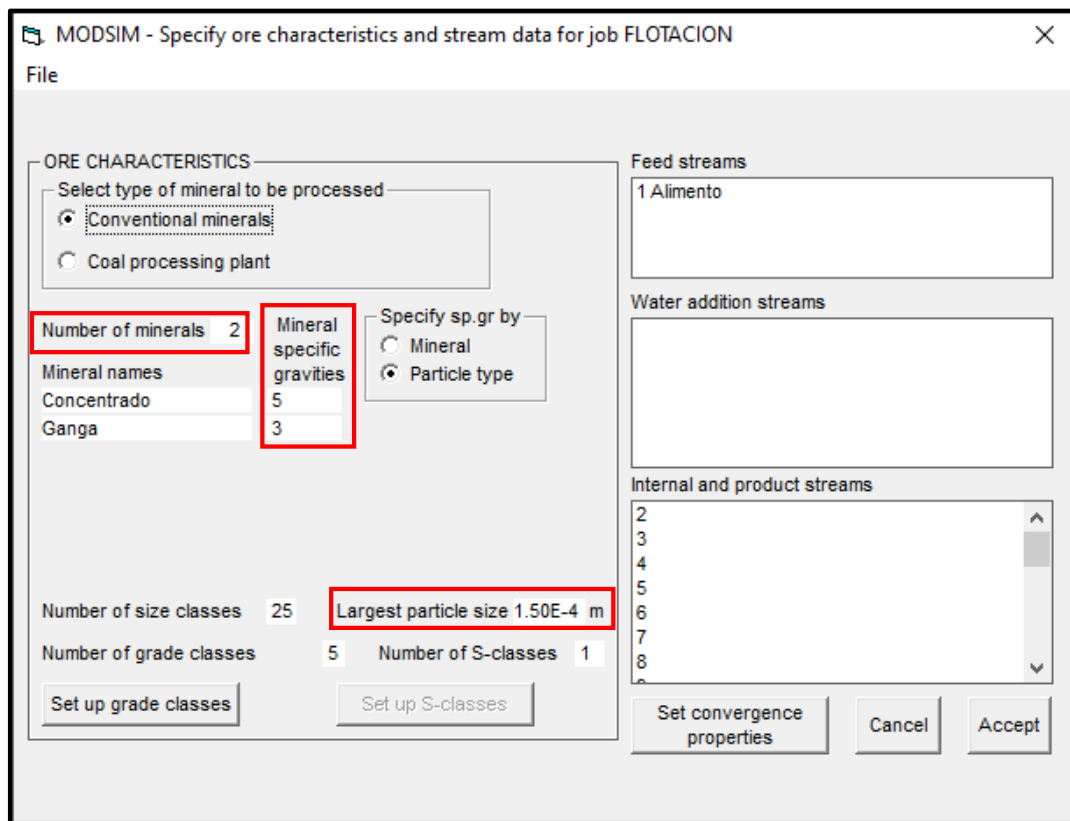 MODSIM - Specify ore characteristics and stream data for job FLOTACION
File
ORE CHARACTERISTICS
Select type of mineral to be processed
Conventional minerals
Coal processing plant
Number of minerals 2
Mineral
specific
gravities
Specify sp.gr by
Mineral
Particle type
Mineral names
Concentrado 5
Ganga 3
Number of size classes 25 Largest particle size 1.50E-4 m
Number of grade classes 5 Number of S-classes 1
Set up grade classes Set up S-classes
Feed streams
1 Alimento
Water addition streams
Internal and product streams
2
3
4
5
6
7
8
Set convergence
properties
Cancel
Accept